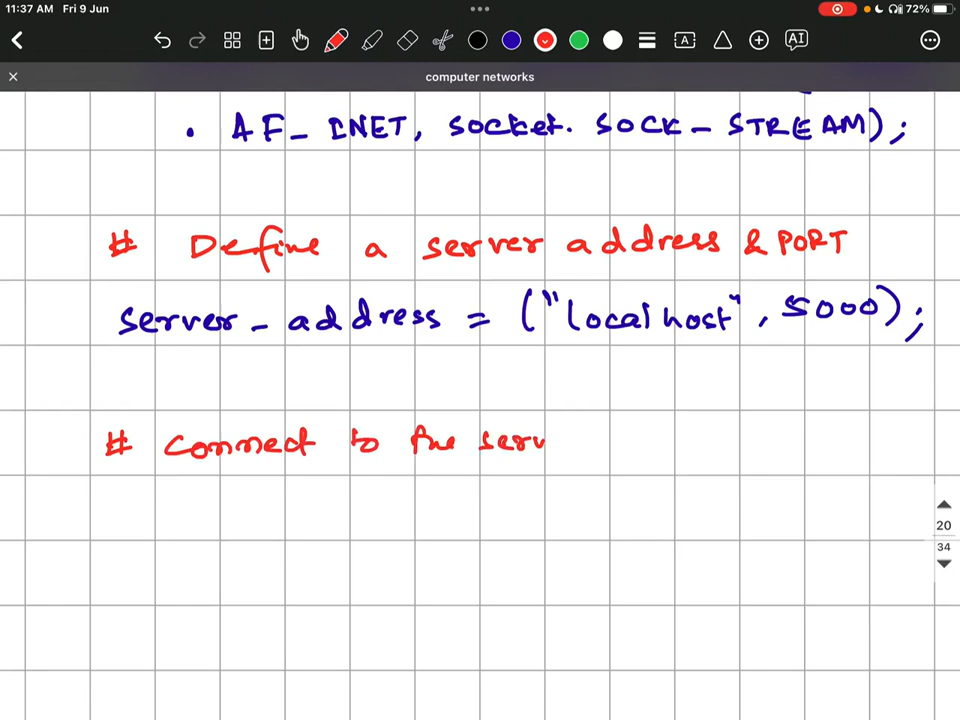 11:37 AM Fri 9 Jun
72%
A
AI
computer networks
. AF_INET, socket. SOCK_STREAM);
# Define a server address & PORT
server_address = ("localhost", 5000);
# Connect to the serv
20
34